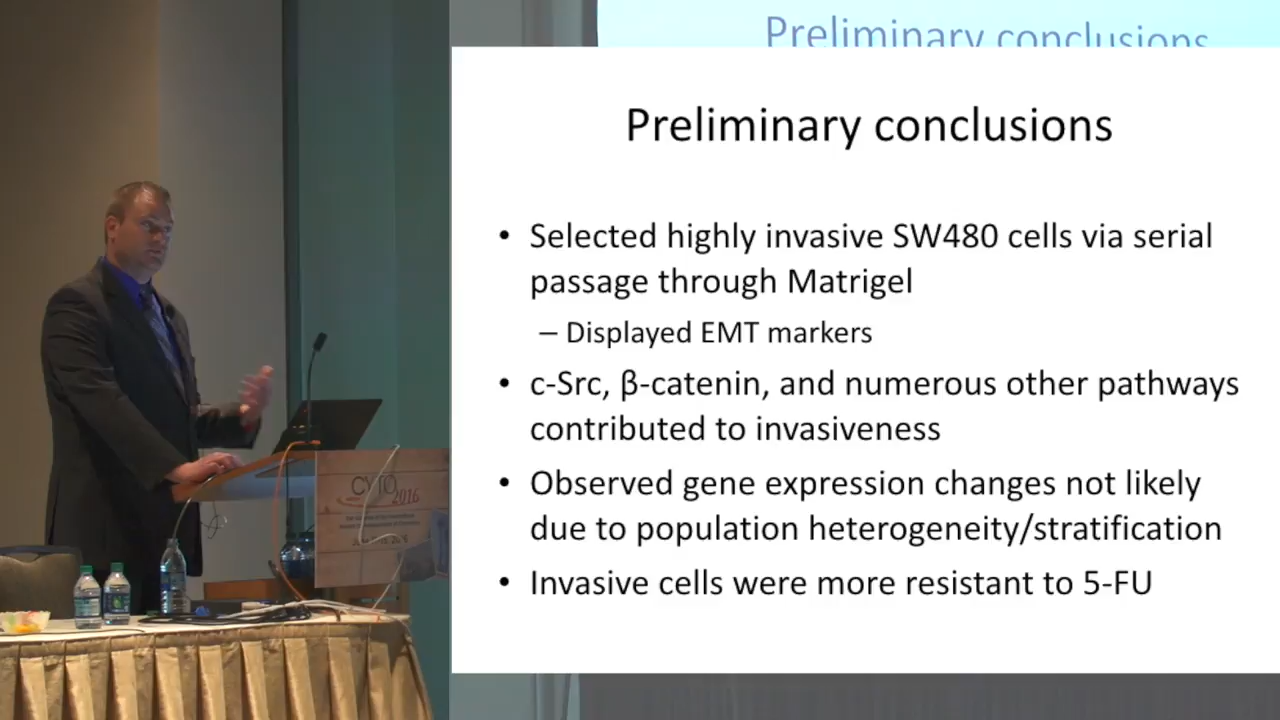 Preliminary conclusions
Preliminary conclusions
• Selected highly invasive SW480 cells via serial
passage through Matrigel
– Displayed EMT markers
• c-Src, β-catenin, and numerous other pathways
contributed to invasiveness
• Observed gene expression changes not likely
due to population heterogeneity/stratification
• Invasive cells were more resistant to 5-FU
CYTO
2016